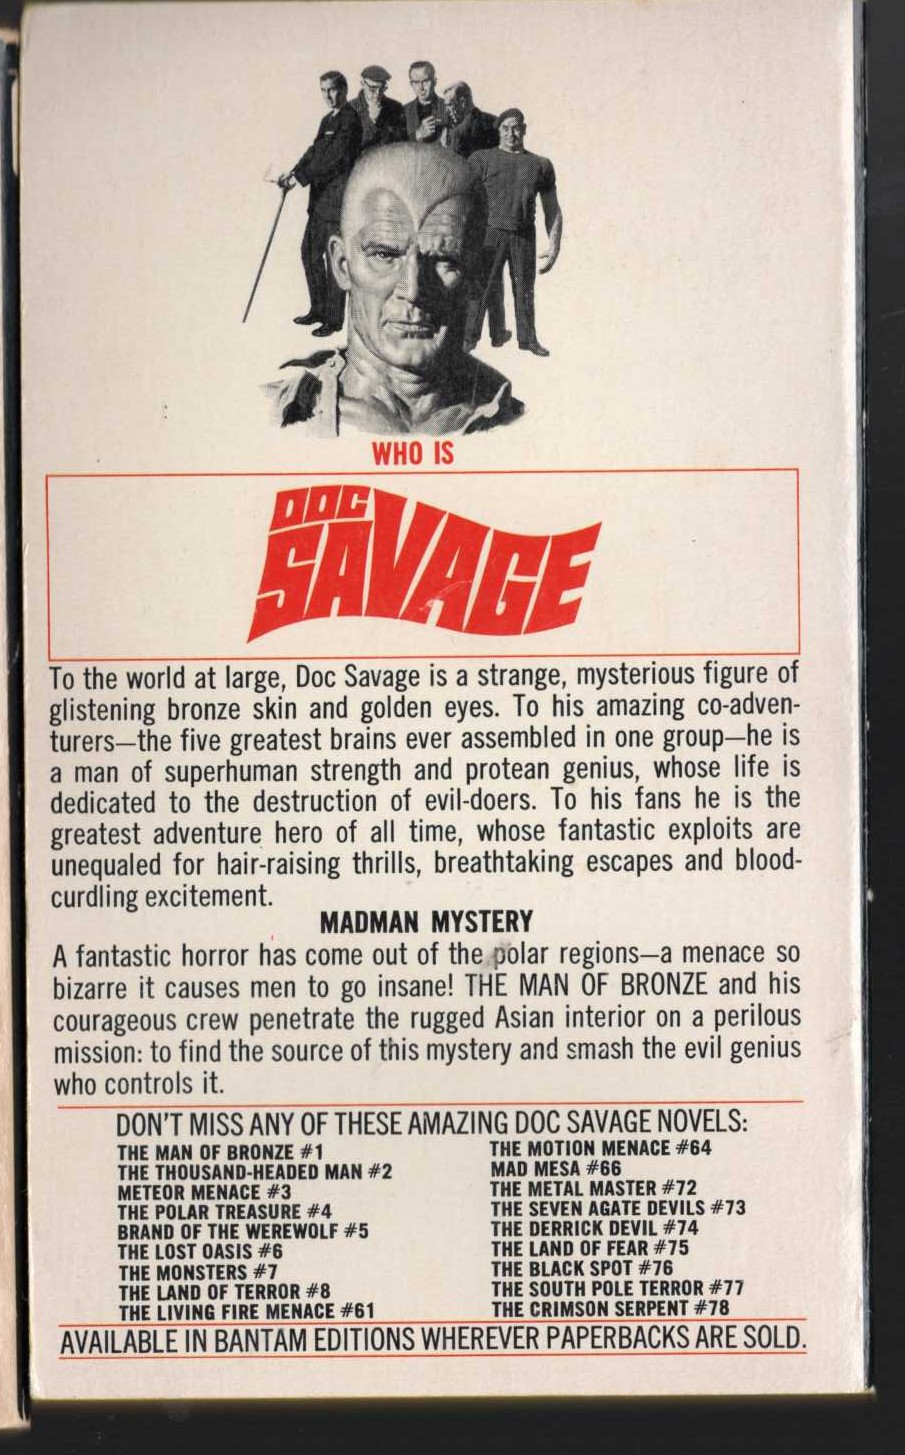 WHO IS
DOC
SAVAGE
To the world at large, Doc Savage is a strange, mysterious figure of
glistening bronze skin and golden eyes. To his amazing co-adven-
turers—the five greatest brains ever assembled in one group—he is
a man of superhuman strength and protean genius, whose life is
dedicated to the destruction of evil-doers. To his fans he is the
greatest adventure hero of all time, whose fantastic exploits are
unequaled for hair-raising thrills, breathtaking escapes and blood-
curdling excitement.
MADMAN MYSTERY
A fantastic horror has come out of the polar regions—a menace so
bizarre it causes men to go insane! THE MAN OF BRONZE and his
courageous crew penetrate the rugged Asian interior on a perilous
mission: to find the source of this mystery and smash the evil genius
who controls it.
DON'T MISS ANY OF THESE AMAZING DOC SAVAGE NOVELS:
THE MAN OF BRONZE #1
THE THOUSAND-HEADED MAN #2
METEOR MENACE #3
THE POLAR TREASURE #4
BRAND OF THE WEREWOLF #5
THE LOST OASIS #6
THE MONSTERS #7
THE LAND OF TERROR #8
THE LIVING FIRE MENACE #61
THE MOTION MENACE #64
MAD MESA #66
THE METAL MASTER #72
THE SEVEN AGATE DEVILS #73
THE DERRICK DEVIL #74
THE LAND OF FEAR #75
THE BLACK SPOT #76
THE SOUTH POLE TERROR #77
THE CRIMSON SERPENT #78
AVAILABLE IN BANTAM EDITIONS WHEREVER PAPERBACKS ARE SOLD.